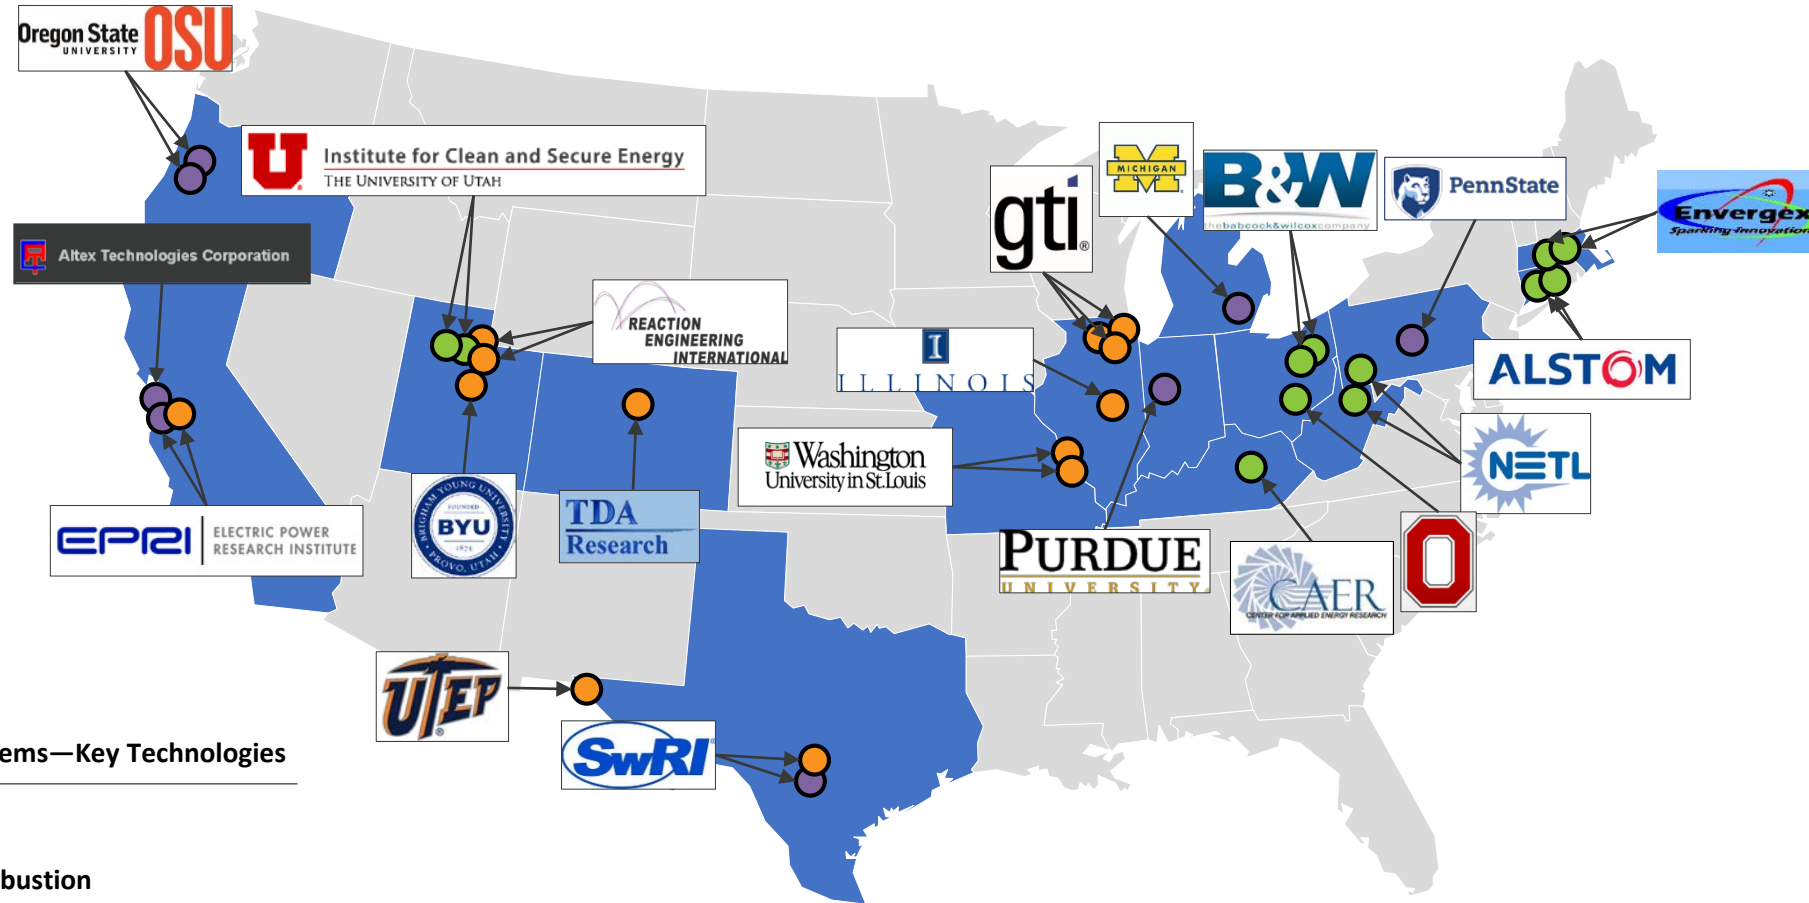 Oregon State
UNIVERSITY
OSU
U
Institute for Clean and Secure Energy
THE UNIVERSITY OF UTAH
Altex Technologies Corporation
REACTION
ENGINEERING
INTERNATIONAL
gti
M
MICHIGAN
B&W
thebabcock&wilcoxcompany
PennState
Envergex
Sparking Innovation
ALSTOM
I
ILLINOIS
Washington
University in St. Louis
NETL
EPRI
ELECTRIC POWER
RESEARCH INSTITUTE
BRIGHAM YOUNG UNIVERSITY
FOUNDED
BYU
1875
PROVO, UTAH
TDA
Research
PURDUE
UNIVERSITY
CAER
CENTER FOR APPLIED ENERGY RESEARCH
O
UTEP
SwRI
ems—Key Technologies
bustion